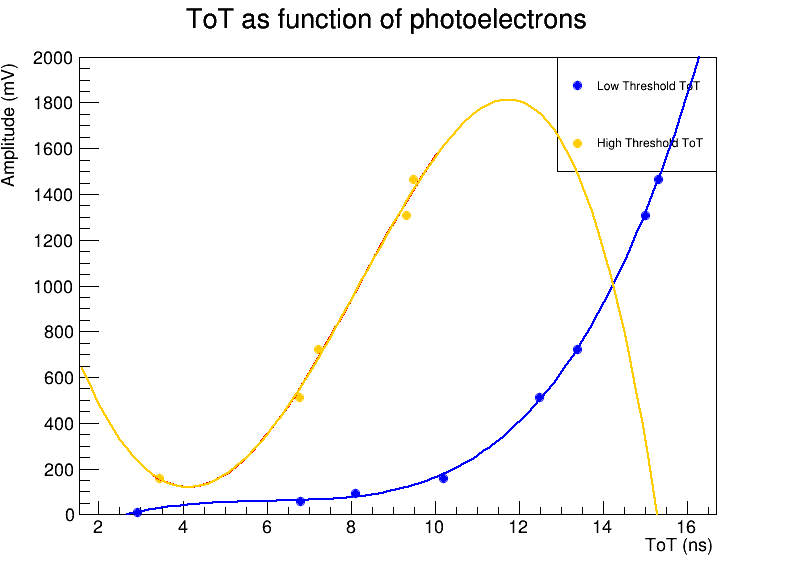 ToT as function of photoelectrons
Amplitude (mV)
2000
1800
1600
1400
1200
1000
800
600
400
200
0
Low Threshold ToT
High Threshold ToT
2 4 6 8 10 12 14 16
ToT (ns)